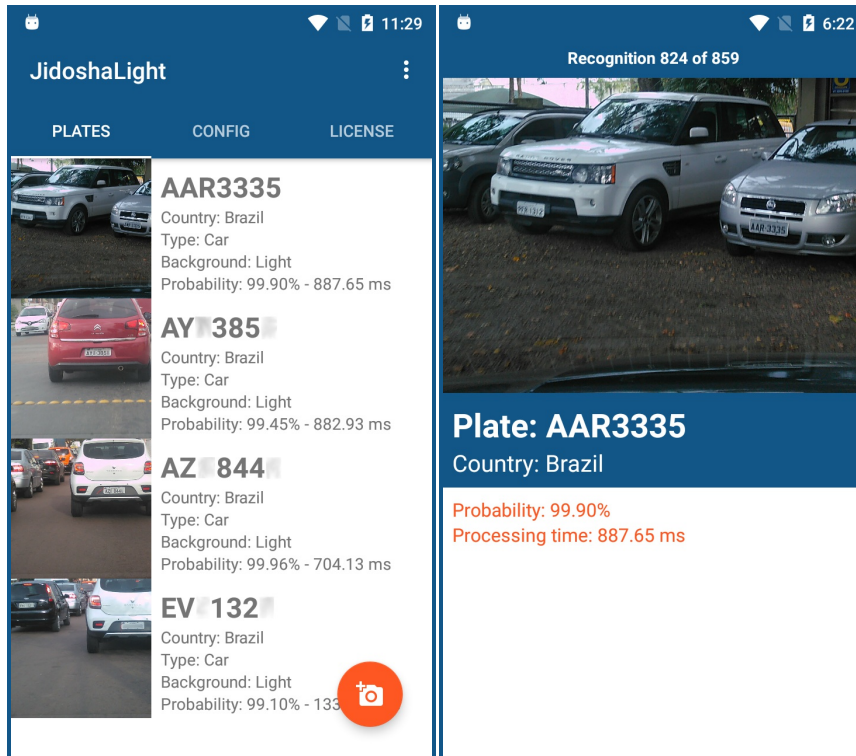 11:29
JidoshaLight
PLATES CONFIG LICENSE
AAR3335
Country: Brazil
Type: Car
Background: Light
Probability: 99.90% - 887.65 ms
AY 385
Country: Brazil
Type: Car
Background: Light
Probability: 99.45% - 882.93 ms
AZ 844
Country: Brazil
Type: Car
Background: Light
Probability: 99.96% - 704.13 ms
EV 132
Country: Brazil
Type: Car
Background: Light
Probability: 99.10% - 133
6:22
Recognition 824 of 859
AAR-3335
Plate: AAR3335
Country: Brazil
Probability: 99.90%
Processing time: 887.65 ms